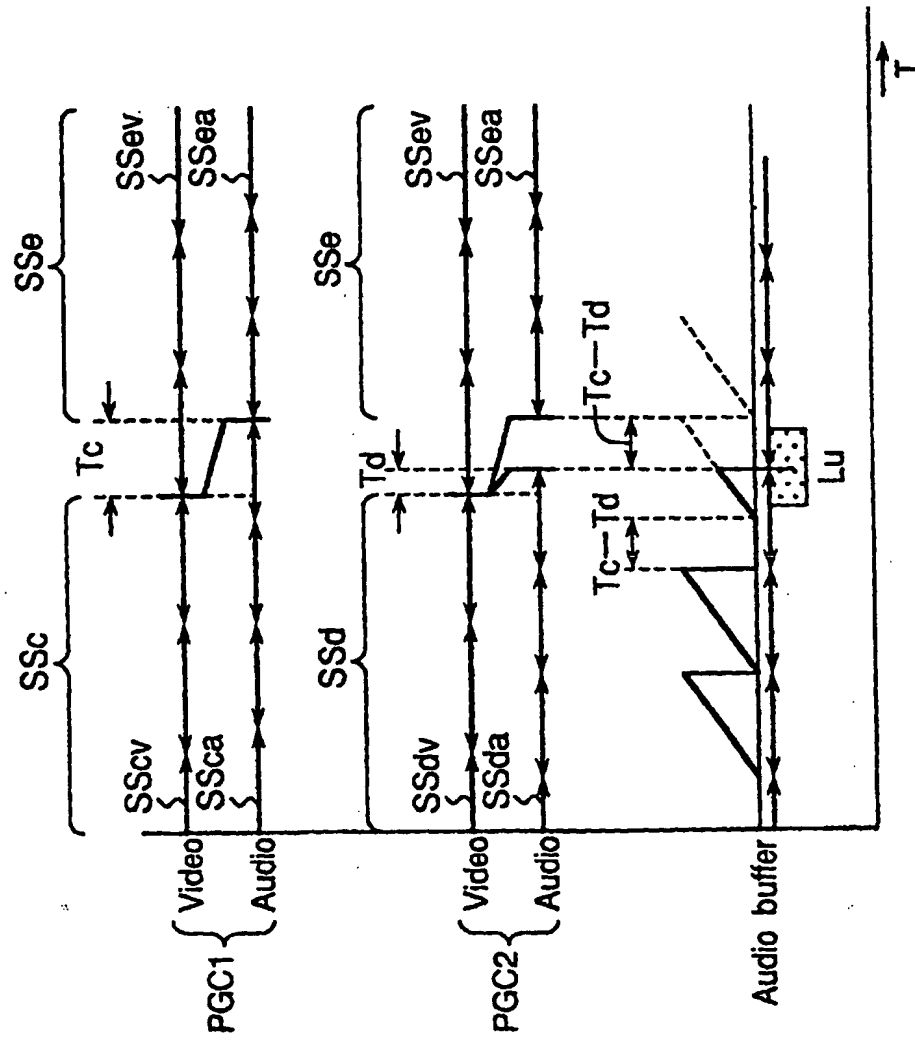 SSc
SSe
Tc
SScv
SSev
Video
SSca
SSea
Audio
PGC1
SSd
SSe
Td
SSdv
SSev
Video
SSda
SSea
Audio
PGC2
Tc–Td
Tc–Td
Audio buffer
Lu
T